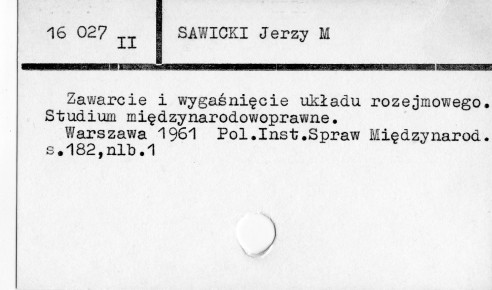 16 027 II
SAWICKI Jerzy M
Zawarcie i wygaśnięcie układu rozejmowego.
Studium międzynarodowoprawne.
Warszawa 1961 Pol.Inst.Spraw Międzynarod.
s.182,nlb.1